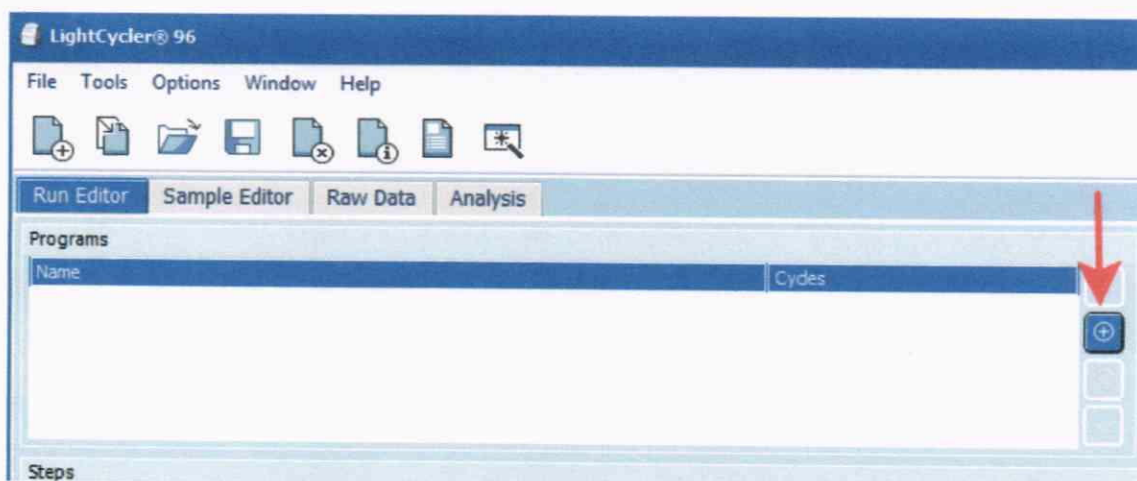 LightCycler® 96
File Tools Options Window Help
Run Editor Sample Editor Raw Data Analysis
Programs
Name Cycles
Steps